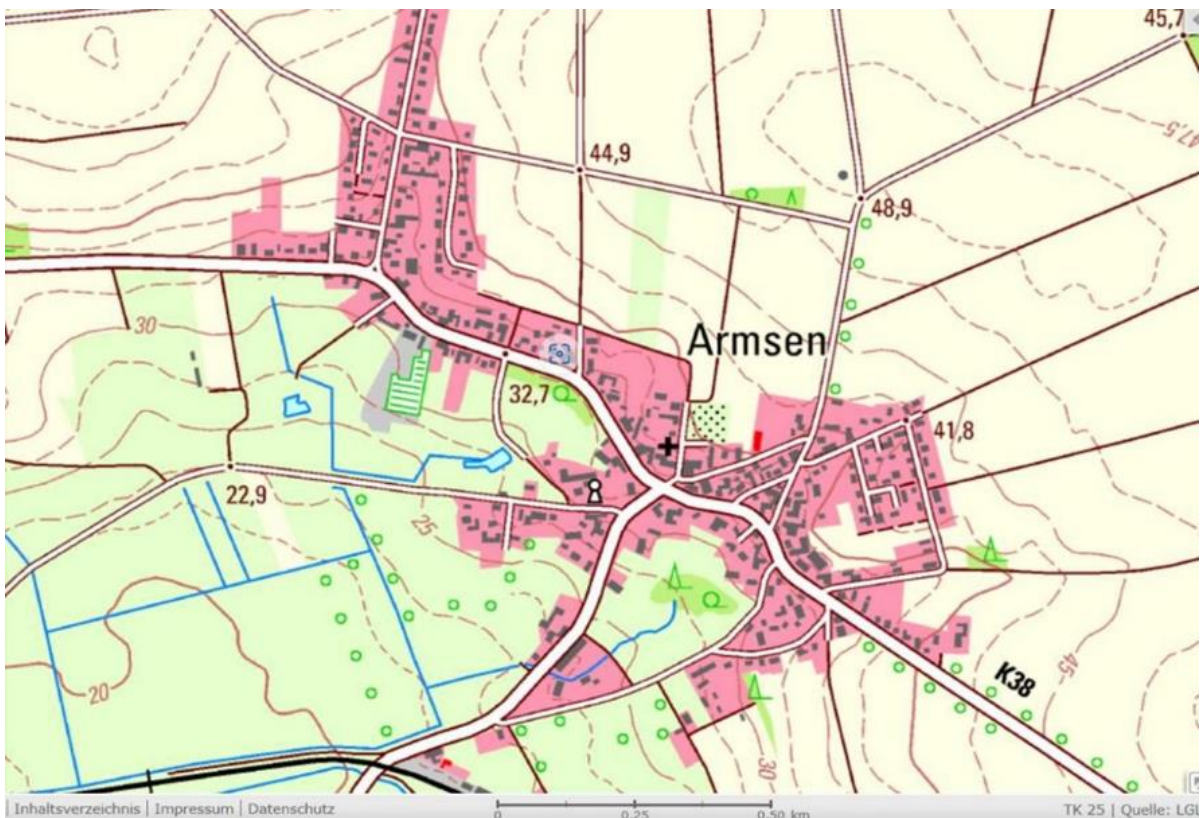 45,7
47,5
44,9
48,9
30
Armsen
32,7
41,8
22,9
25
20
K38
45
30
Inhaltsverzeichnis | Impressum | Datenschutz
0 0,25 0,50 km
TK 25 | Quelle: LGL